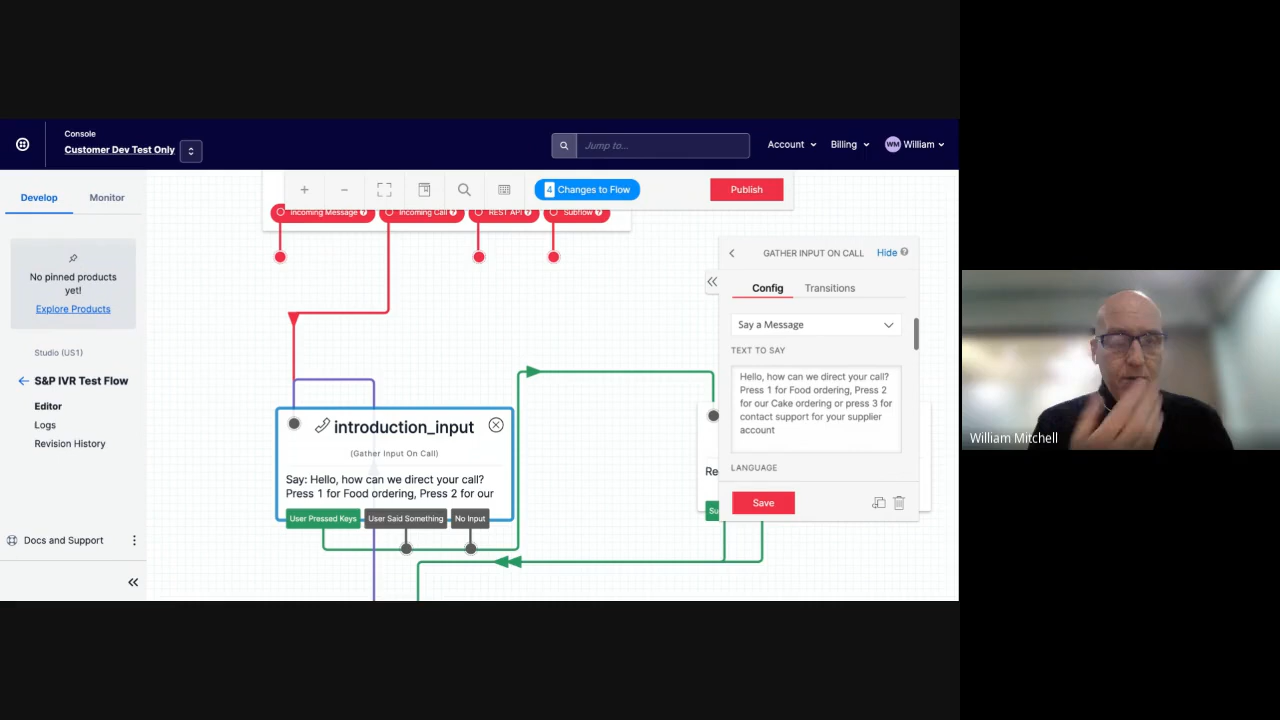 Console
Customer Dev Test Only
Jump to...
Account
Billing
WM William
Develop
Monitor
4 Changes to Flow
Publish
Incoming Message
Incoming Call
REST API
Subflow
No pinned products
yet!
Explore Products
Studio (US1)
S&P IVR Test Flow
Editor
Logs
Revision History
Docs and Support
introduction_input
(Gather Input On Call)
Say: Hello, how can we direct your call?
Press 1 for Food ordering, Press 2 for our
User Pressed Keys
User Said Something
No Input
Re
Su
GATHER INPUT ON CALL
Hide
Config
Transitions
Say a Message
TEXT TO SAY
Hello, how can we direct your call?
Press 1 for Food ordering, Press 2
for our Cake ordering or press 3 for
contact support for your supplier
account
LANGUAGE
Save
William Mitchell